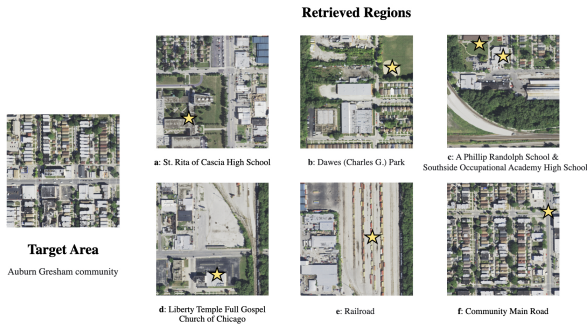 Retrieved Regions
a: St. Rita of Cascia High School
b: Dawes (Charles G.) Park
c: A Phillip Randolph School &
Southside Occupational Academy High School
Target Area
Auburn Gresham community
d: Liberty Temple Full Gospel
Church of Chicago
e: Railroad
f: Community Main Road